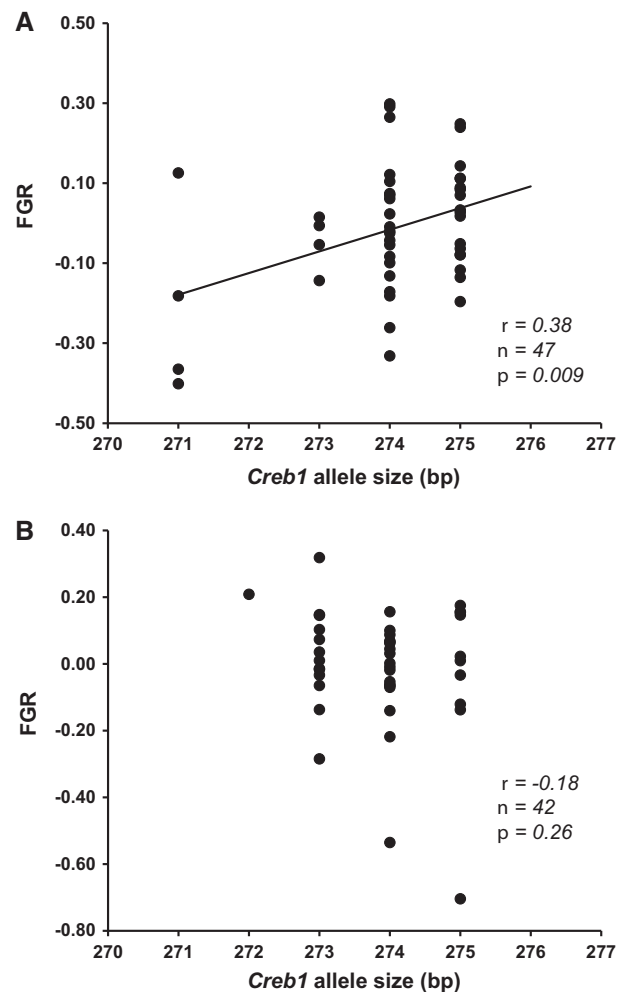 A
0.50
0.30
0.10
-0.10
-0.30
-0.50
FGR
r = 0.38
n = 47
p = 0.009
270 271 272 273 274 275 276 277
Creb1 allele size (bp)
B
0.40
0.20
0.00
-0.20
-0.40
-0.60
-0.80
FGR
r = -0.18
n = 42
p = 0.26
270 271 272 273 274 275 276 277
Creb1 allele size (bp)